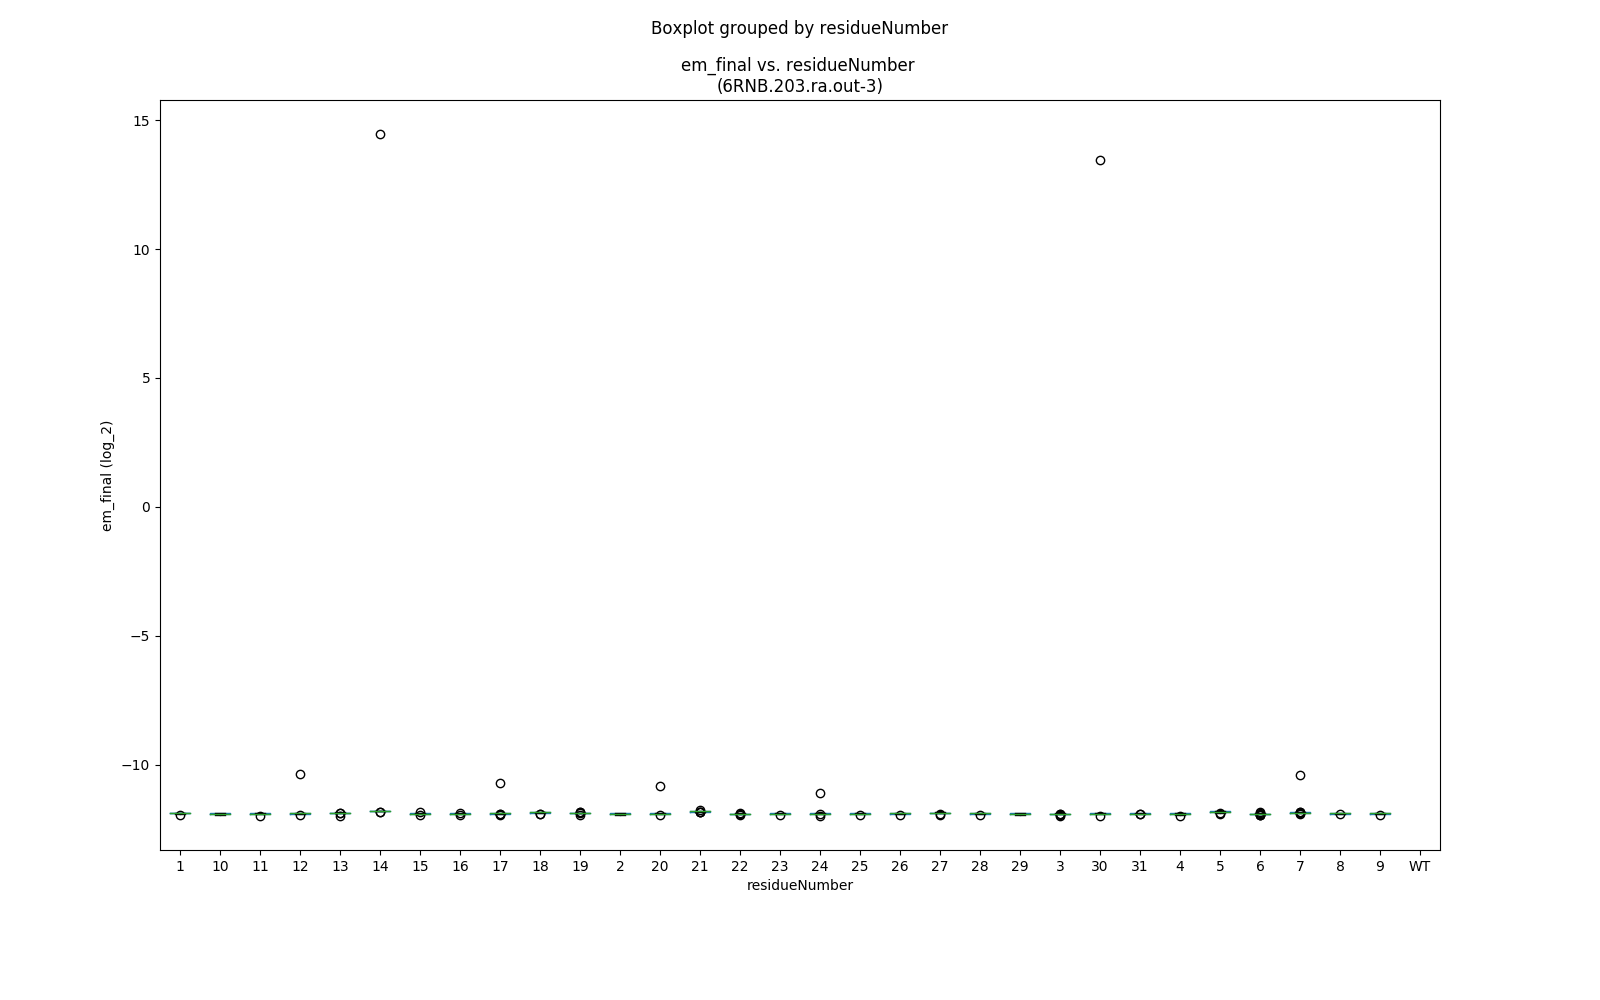 Boxplot grouped by residueNumber
em_final vs. residueNumber
(6RNB.203.ra.out-3)
15
10
5
0
−5
−10
em_final (log_2)
1 10 11 12 13 14 15 16 17 18 19 2 20 21 22 23 24 25 26 27 28 29 3 30 31 4 5 6 7 8 9 WT
residueNumber